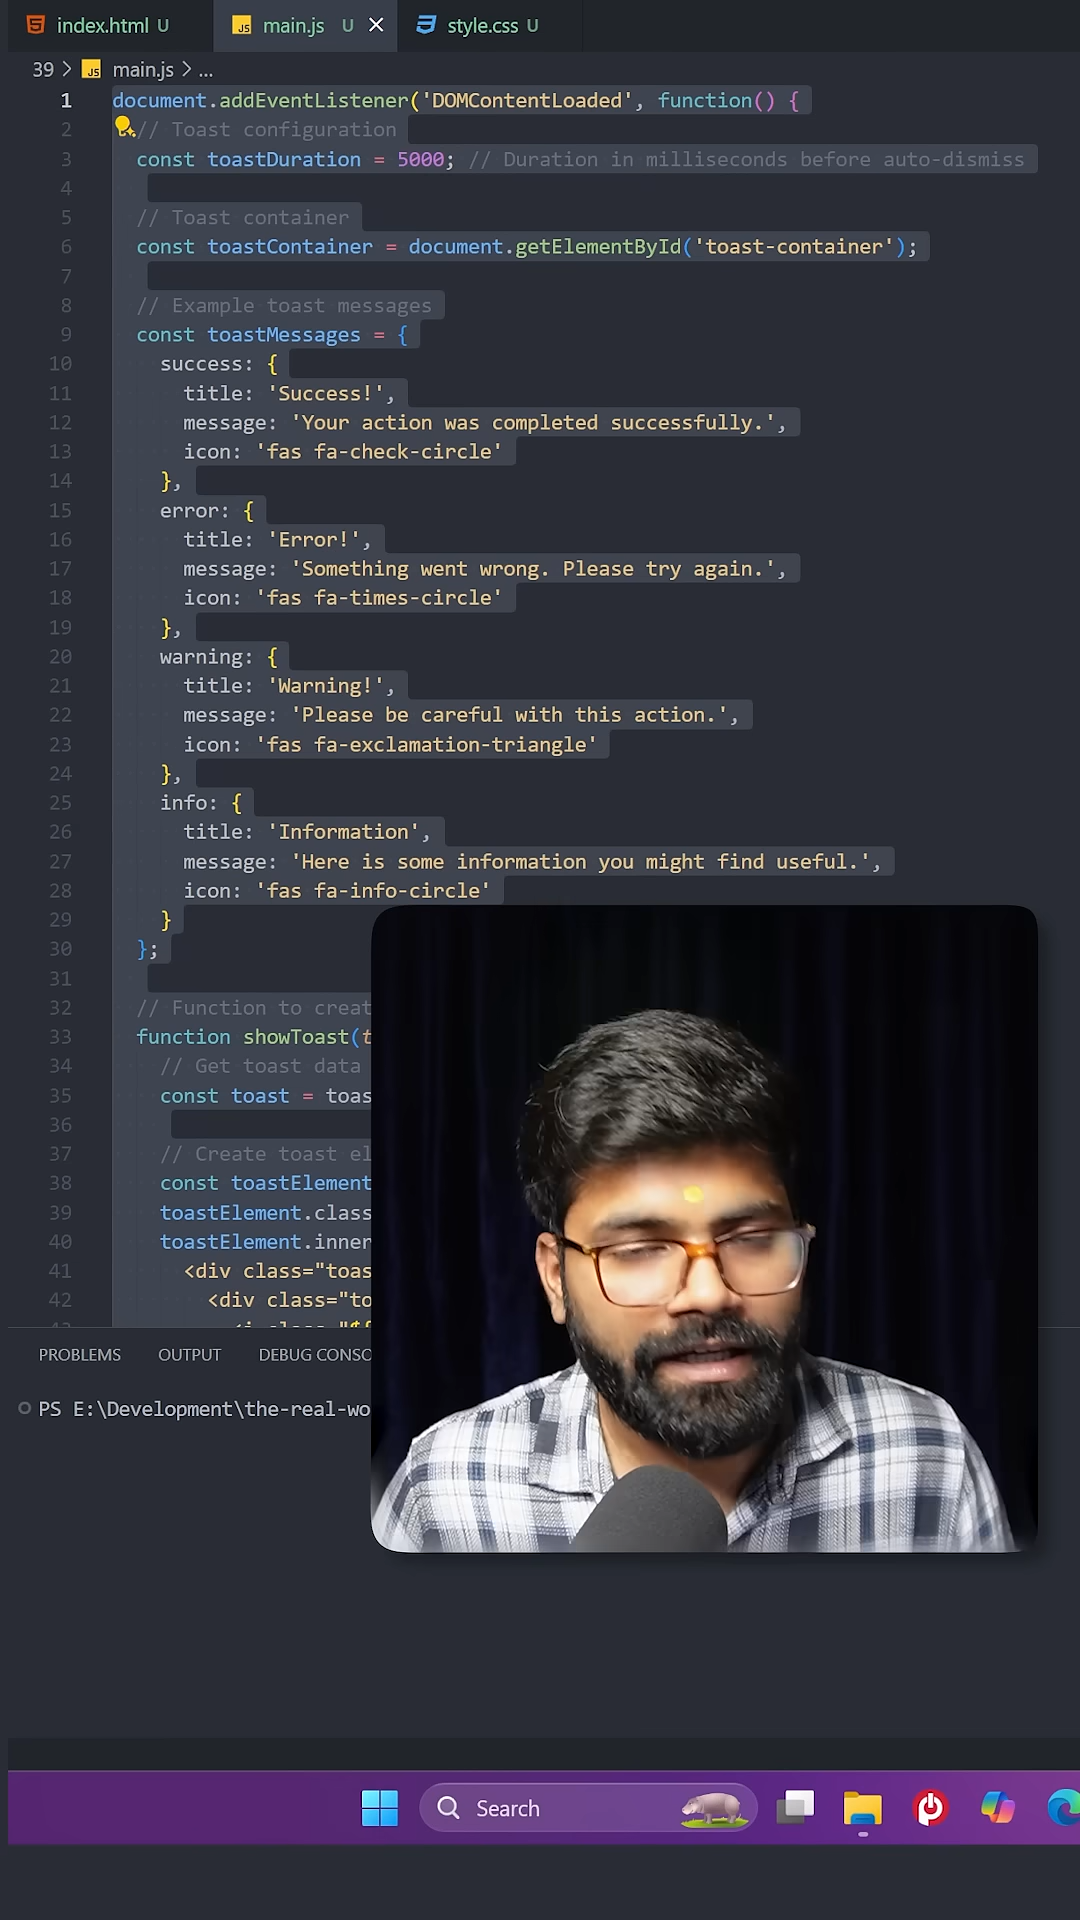 index.html U
main.js U
style.css U
39 > main.js > ...
1 document.addEventListener('DOMContentLoaded', function() {
2 // Toast configuration
3 const toastDuration = 5000; // Duration in milliseconds before auto-dismiss
4
5 // Toast container
6 const toastContainer = document.getElementById('toast-container');
7
8 // Example toast messages
9 const toastMessages = {
10 success: {
11 title: 'Success!',
12 message: 'Your action was completed successfully.',
13 icon: 'fas fa-check-circle'
14 },
15 error: {
16 title: 'Error!',
17 message: 'Something went wrong. Please try again.',
18 icon: 'fas fa-times-circle'
19 },
20 warning: {
21 title: 'Warning!',
22 message: 'Please be careful with this action.',
23 icon: 'fas fa-exclamation-triangle'
24 },
25 info: {
26 title: 'Information',
27 message: 'Here is some information you might find useful.',
28 icon: 'fas fa-info-circle'
29 }
30 };
31
32 // Function to creat
33 function showToast(t
34 // Get toast data
35 const toast = toas
36
37 // Create toast el
38 const toastElement
39 toastElement.class
40 toastElement.inner
41 <div class="toas
42 <div class="to
PROBLEMS OUTPUT DEBUG CONSO
PS E:\Development\the-real-wo
Search